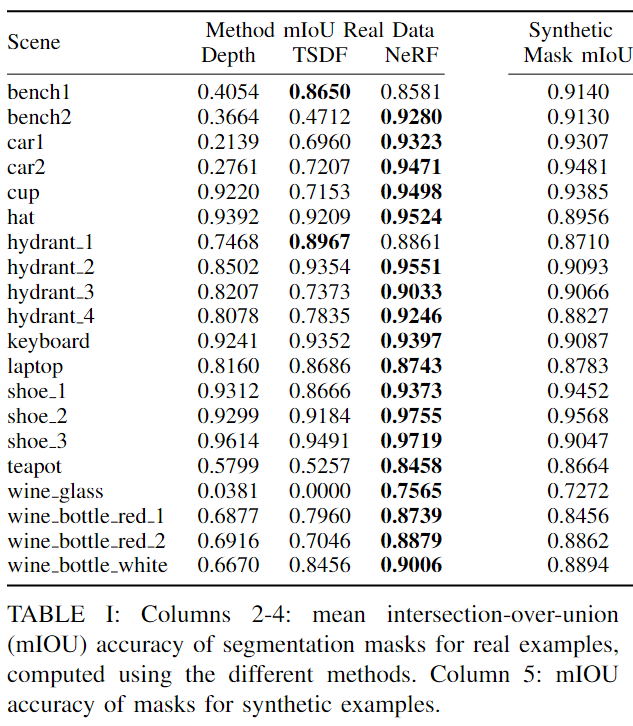 Scene Method mIoU Real Data Synthetic
Depth TSDF NeRF Mask mIoU
bench1 0.4054 0.8650 0.8581 0.9140
bench2 0.3664 0.4712 0.9280 0.9130
car1 0.2139 0.6960 0.9323 0.9307
car2 0.2761 0.7207 0.9471 0.9481
cup 0.9220 0.7153 0.9498 0.9385
hat 0.9392 0.9209 0.9524 0.8956
hydrant_1 0.7468 0.8967 0.8861 0.8710
hydrant_2 0.8502 0.9354 0.9551 0.9093
hydrant_3 0.8207 0.7373 0.9033 0.9066
hydrant_4 0.8078 0.7835 0.9246 0.8827
keyboard 0.9241 0.9352 0.9397 0.9087
laptop 0.8160 0.8686 0.8743 0.8783
shoe_1 0.9312 0.8666 0.9373 0.9452
shoe_2 0.9299 0.9184 0.9755 0.9568
shoe_3 0.9614 0.9491 0.9719 0.9047
teapot 0.5799 0.5257 0.8458 0.8664
wine_glass 0.0381 0.0000 0.7565 0.7272
wine_bottle_red_1 0.6877 0.7960 0.8739 0.8456
wine_bottle_red_2 0.6916 0.7046 0.8879 0.8862
wine_bottle_white 0.6670 0.8456 0.9006 0.8894
TABLE I: Columns 2-4: mean intersection-over-union
(mIOU) accuracy of segmentation masks for real examples,
computed using the different methods. Column 5: mIOU
accuracy of masks for synthetic examples.